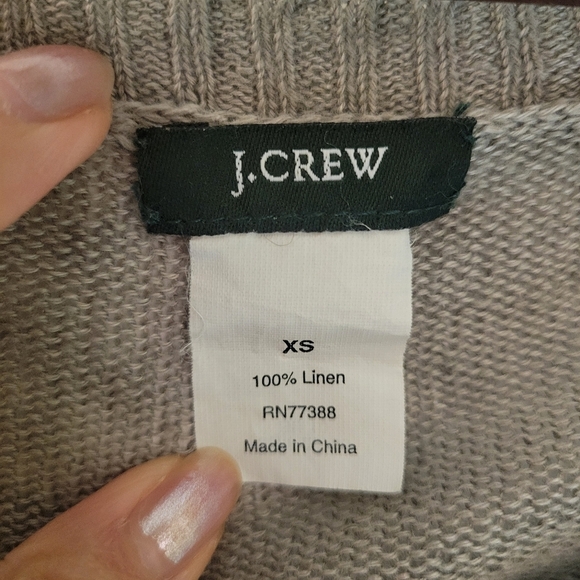 J.CREW
XS
100% Linen
RN77388
Made in China